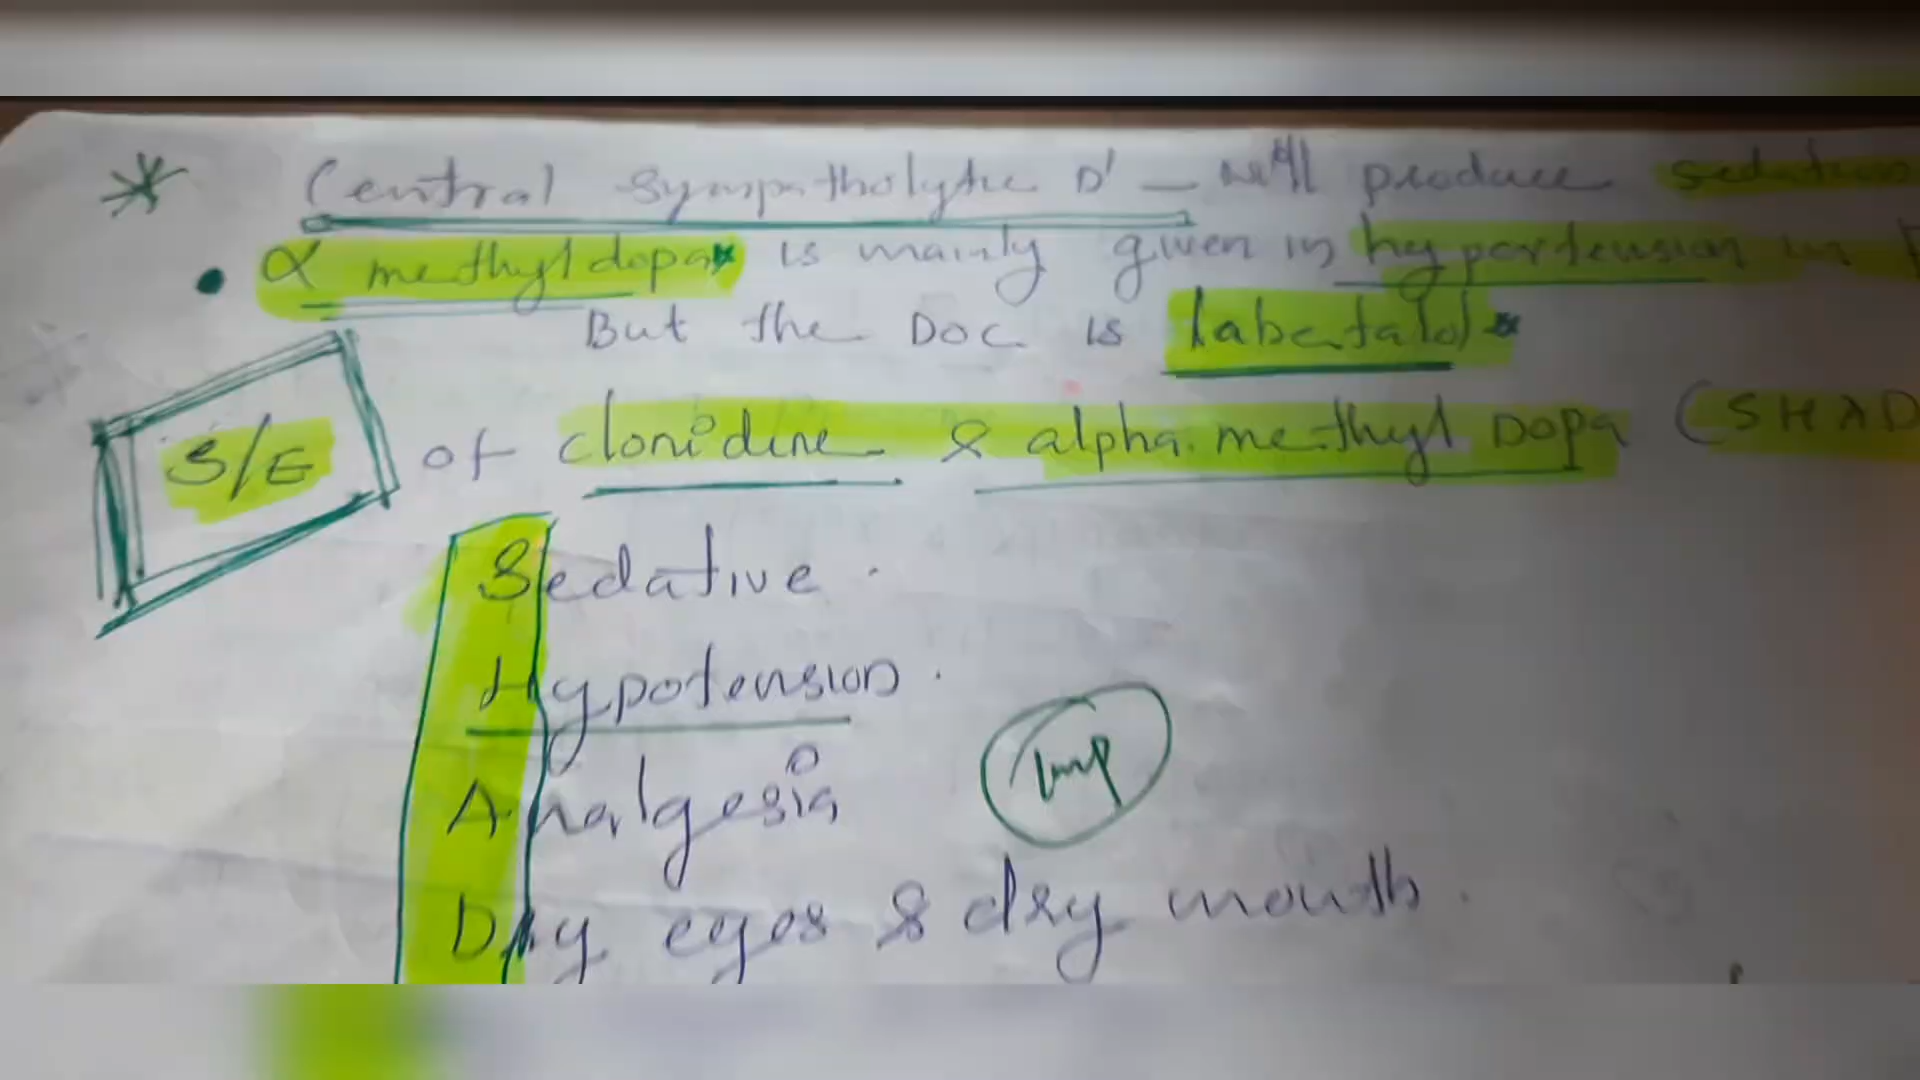 Central sympatholytic D' – will produce sedation
• α methyldopa* is mainly given in hypertension in
But the DOC is labetalol*
S/E of clonidine & alpha methyl Dopa (SHAD
Sedative.
Hypotension.
Analgesia
Imp
Dry eyes & dry mouth.